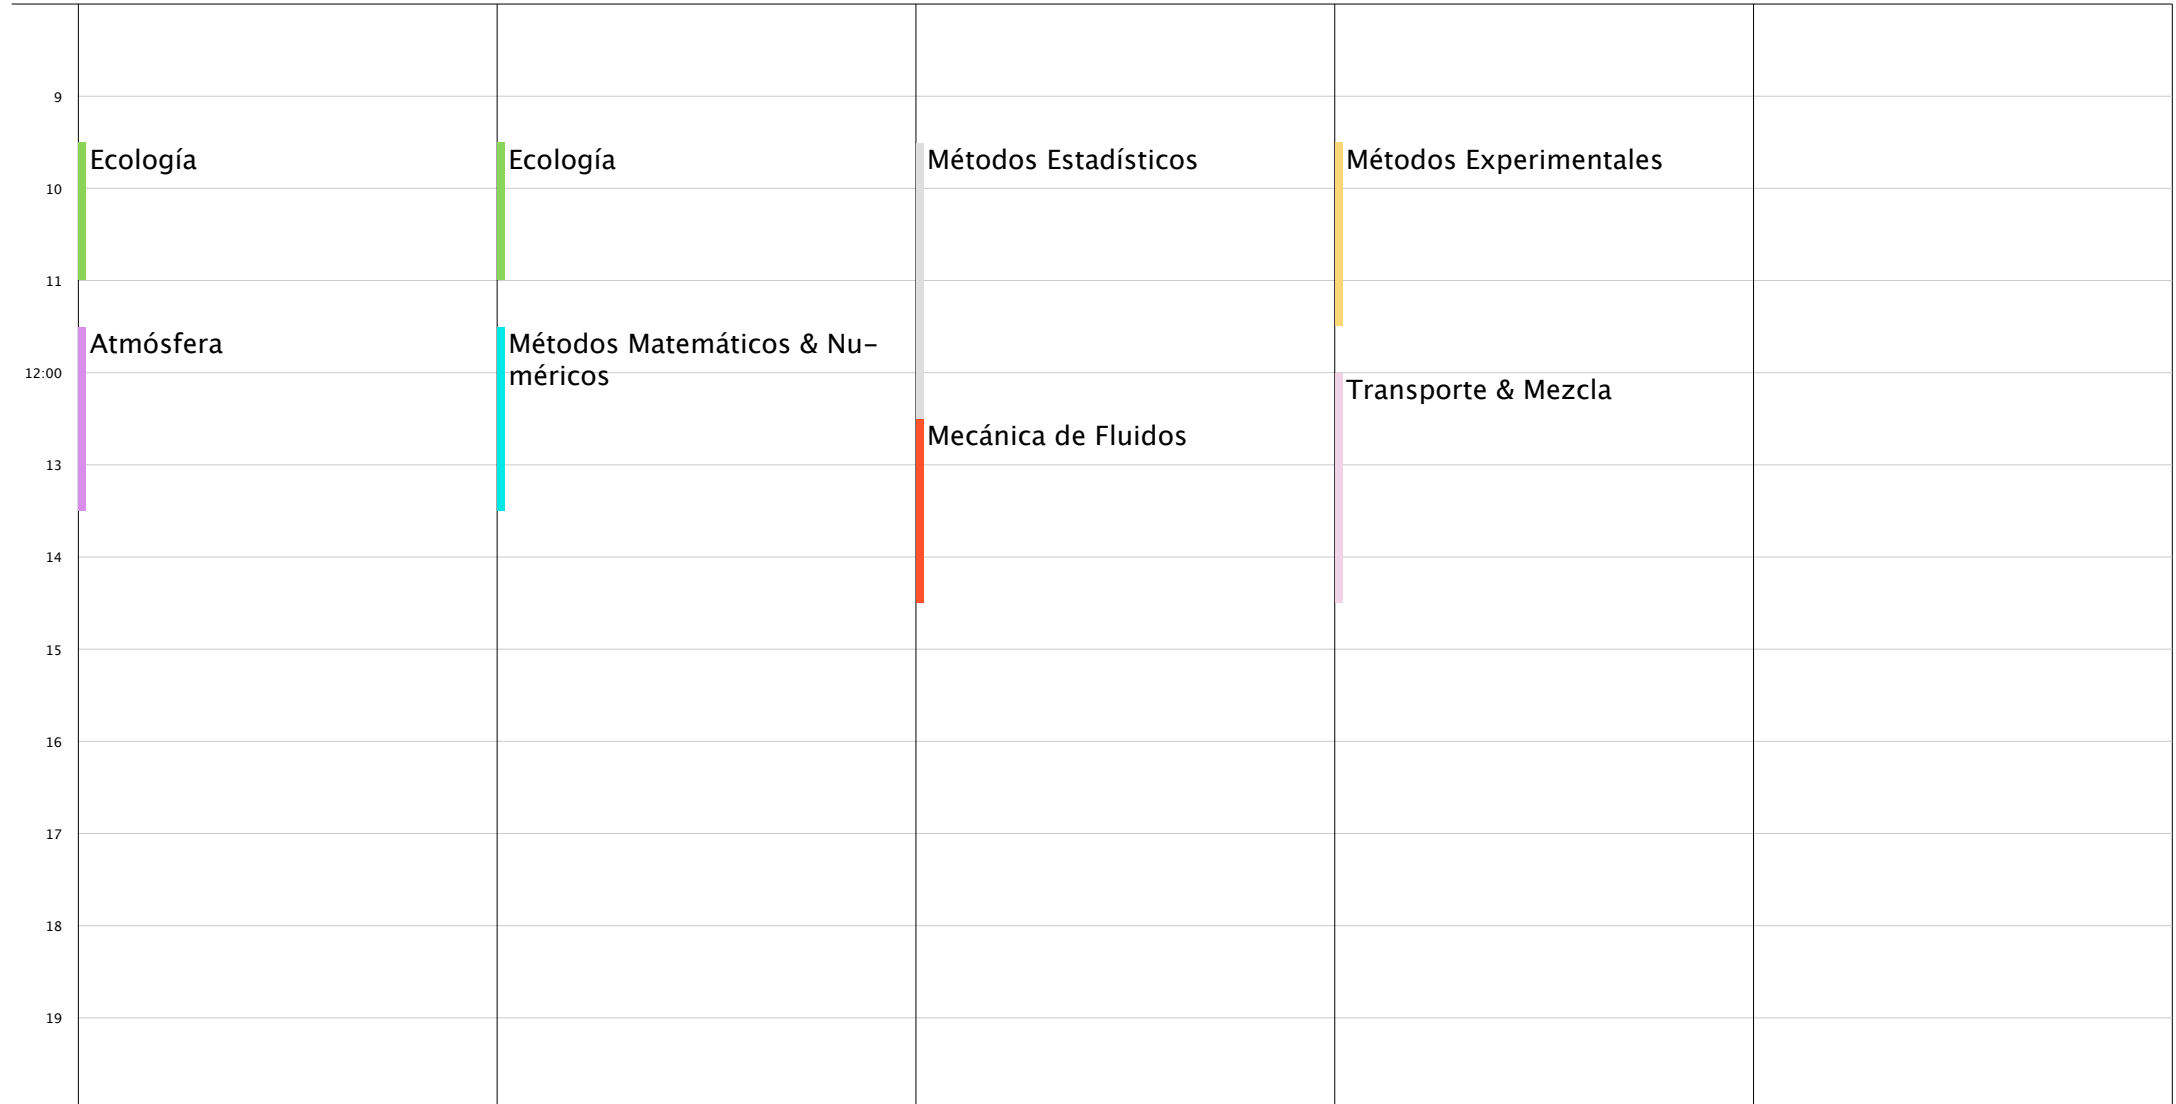 9
Ecología
Ecología
Métodos Estadísticos
Métodos Experimentales
10
11
Atmósfera
Métodos Matemáticos & Nu-
méricos
12:00
Transporte & Mezcla
Mecánica de Fluidos
13
14
15
16
17
18
19